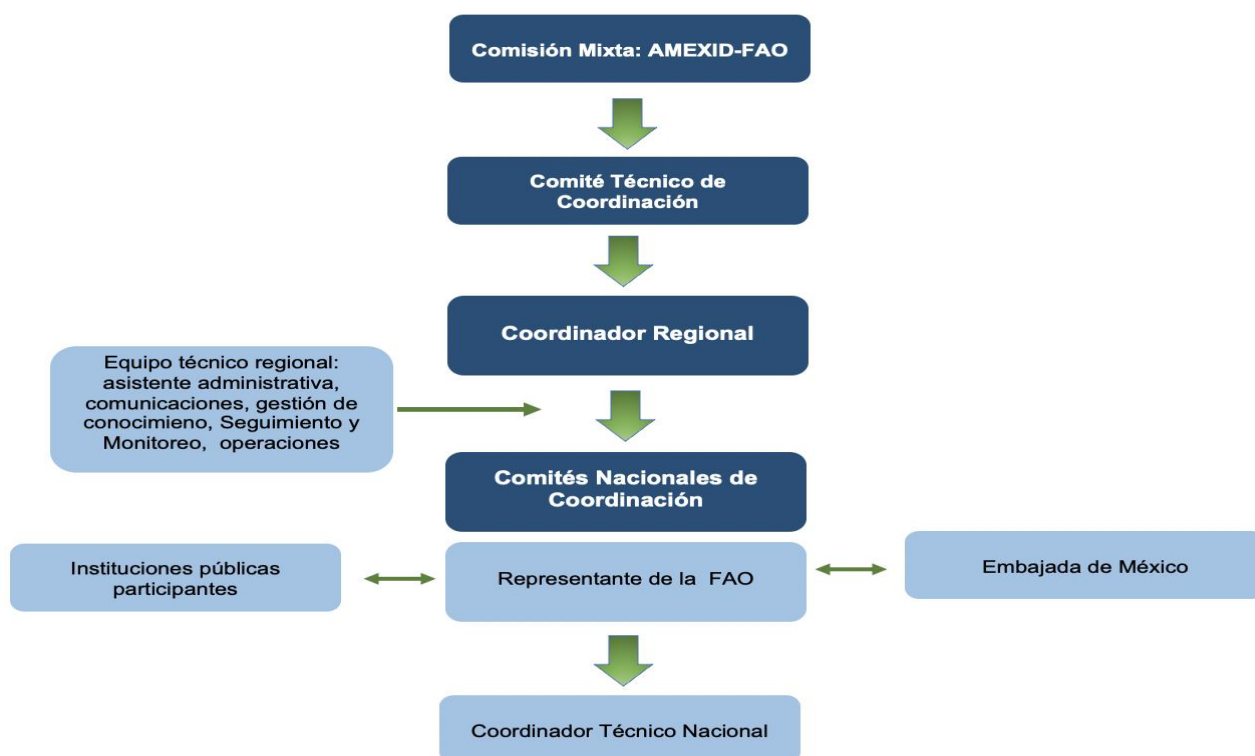 Comisión Mixta: AMEXID-FAO
Comité Técnico de
Coordinación
Coordinador Regional
Equipo técnico regional:
asistente administrativa,
comunicaciones, gestión de
conocimieno, Seguimiento y
Monitoreo, operaciones
Comités Nacionales de
Coordinación
Instituciones públicas
participantes
Representante de la FAO
Embajada de México
Coordinador Técnico Nacional